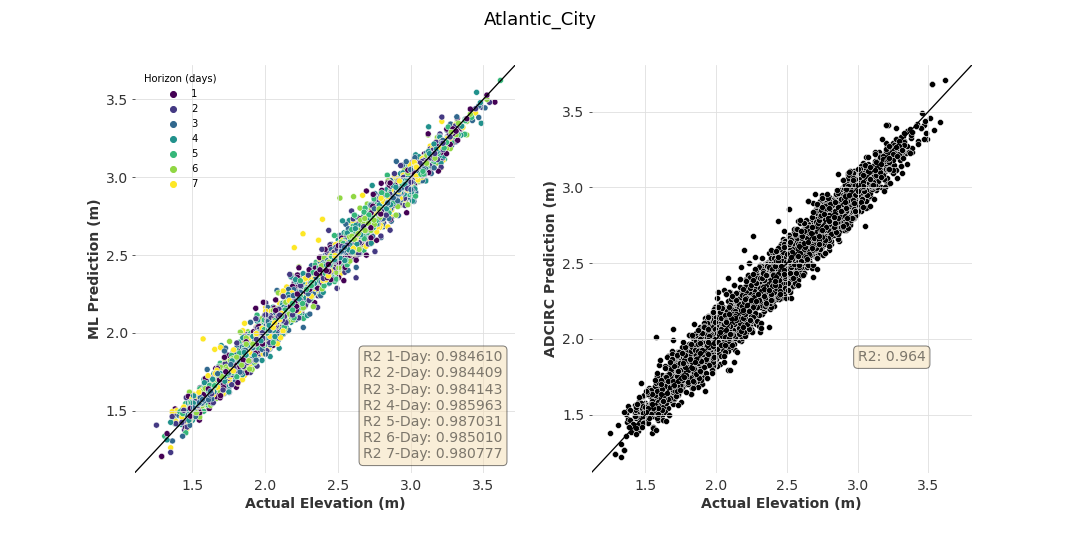 Atlantic_City
Horizon (days)
1
2
3
4
5
6
7
3.5
3.0
2.5
2.0
1.5
ML Prediction (m)
R2 1-Day: 0.984610
R2 2-Day: 0.984409
R2 3-Day: 0.984143
R2 4-Day: 0.985963
R2 5-Day: 0.987031
R2 6-Day: 0.985010
R2 7-Day: 0.980777
1.5 2.0 2.5 3.0 3.5
Actual Elevation (m)
3.5
3.0
2.5
2.0
1.5
ADCIRC Prediction (m)
R2: 0.964
1.5 2.0 2.5 3.0 3.5
Actual Elevation (m)